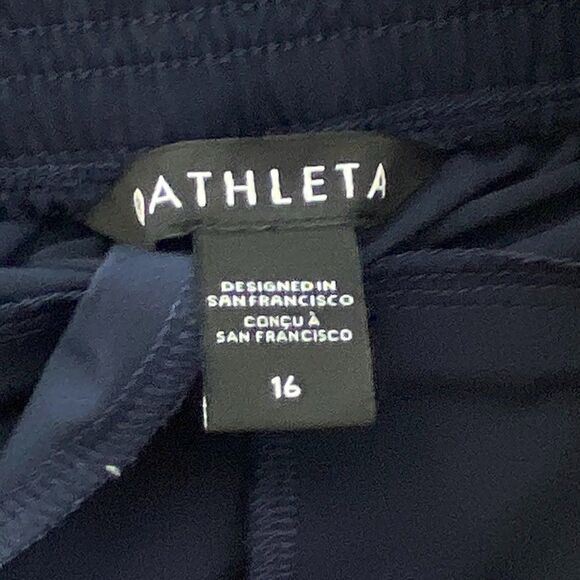 ATHLETA
DESIGNED IN
SAN FRANCISCO
CONÇU À
SAN FRANCISCO
16